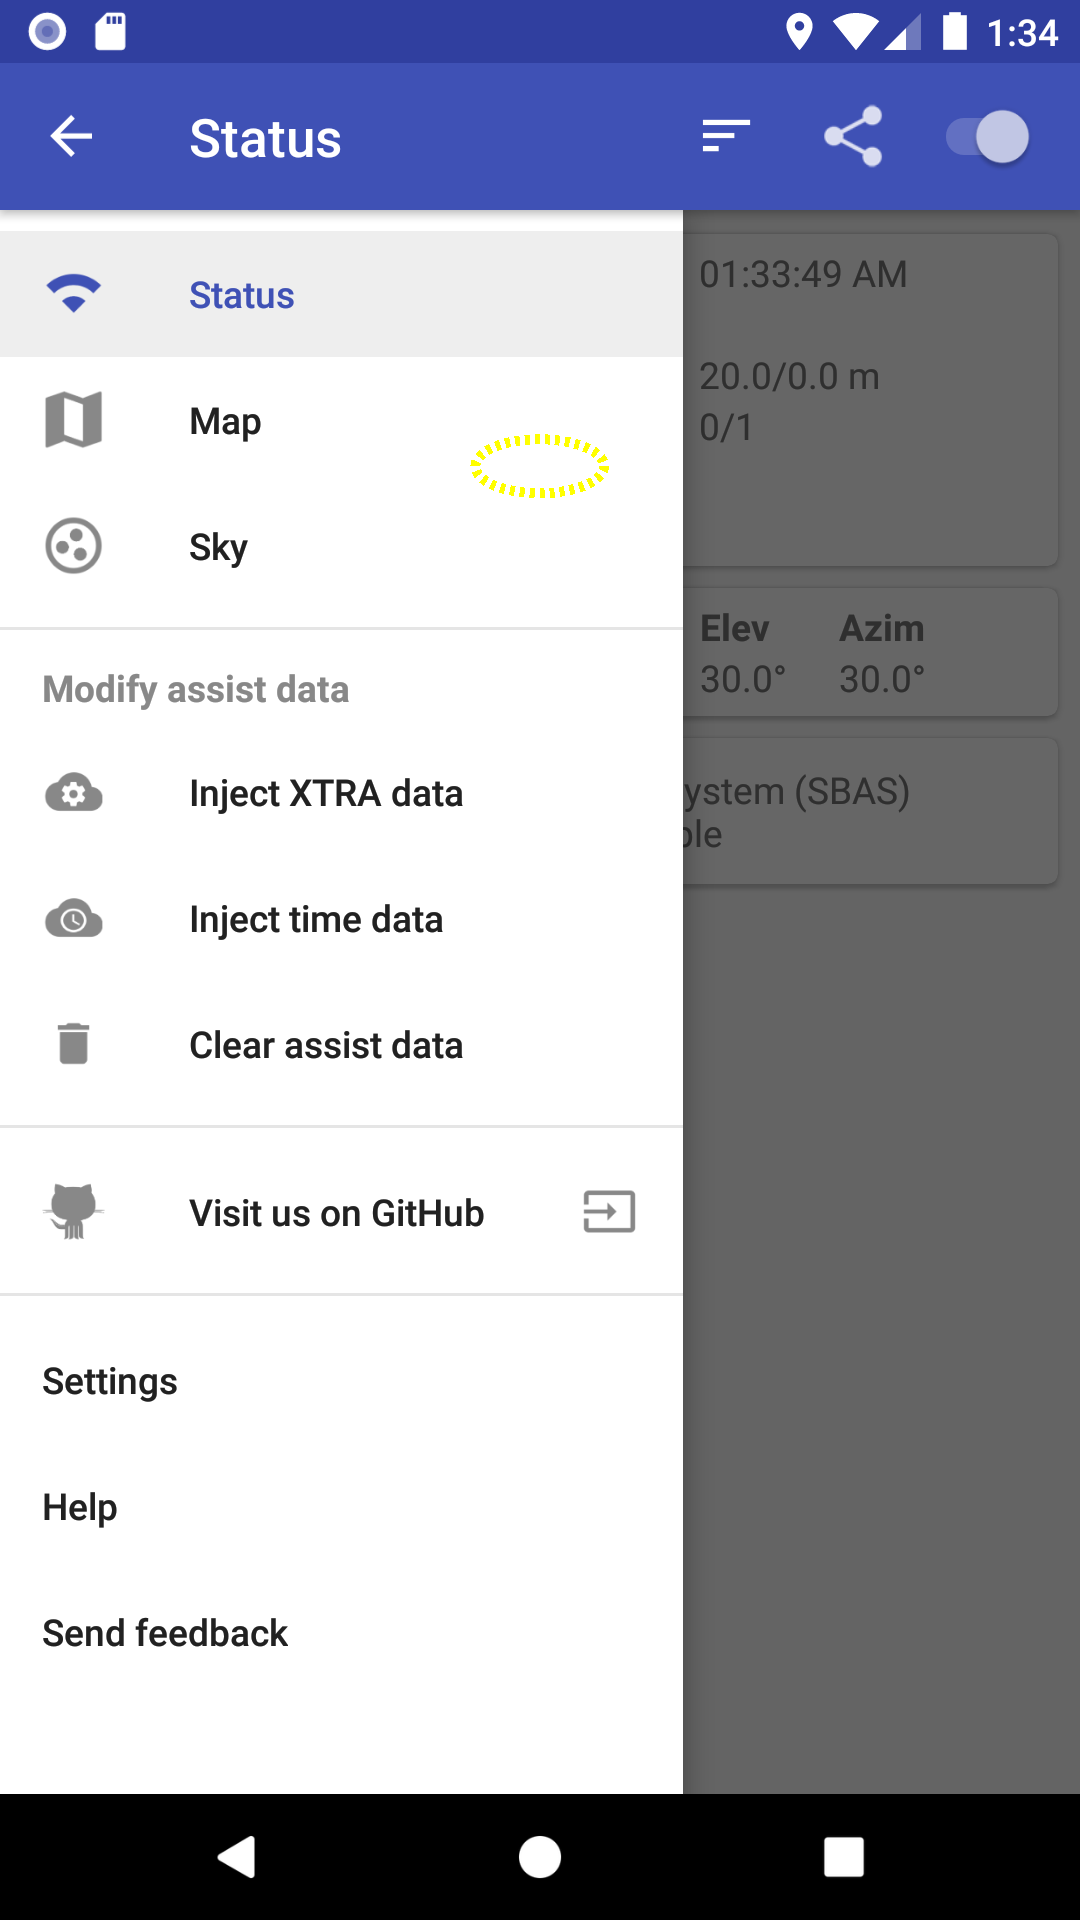 1:34
Status
Status
01:33:49 AM
Map
20.0/0.0 m
0/1
Sky
Elev Azim
30.0° 30.0°
Modify assist data
Inject XTRA data
ystem (SBAS)
ble
Inject time data
Clear assist data
Visit us on GitHub
Settings
Help
Send feedback